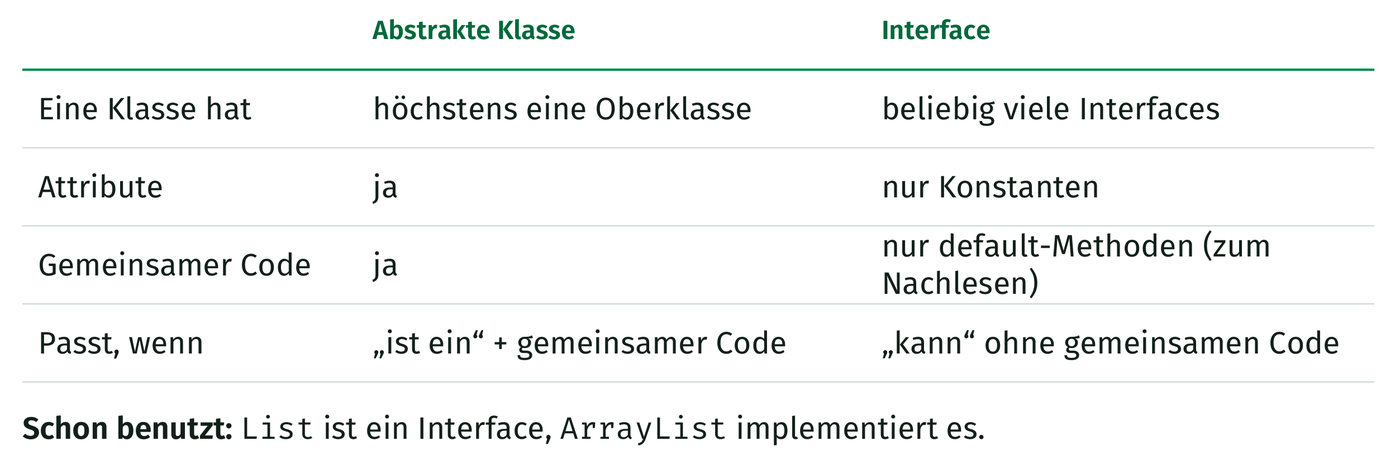 Abstrakte Klasse Interface
Eine Klasse hat höchstens eine Oberklasse beliebig viele Interfaces
Attribute ja nur Konstanten
Gemeinsamer Code ja nur default-Methoden (zum
Nachlesen)
Passt, wenn „ist ein“ + gemeinsamer Code „kann“ ohne gemeinsamen Code
Schon benutzt: List ist ein Interface, ArrayList implementiert es.